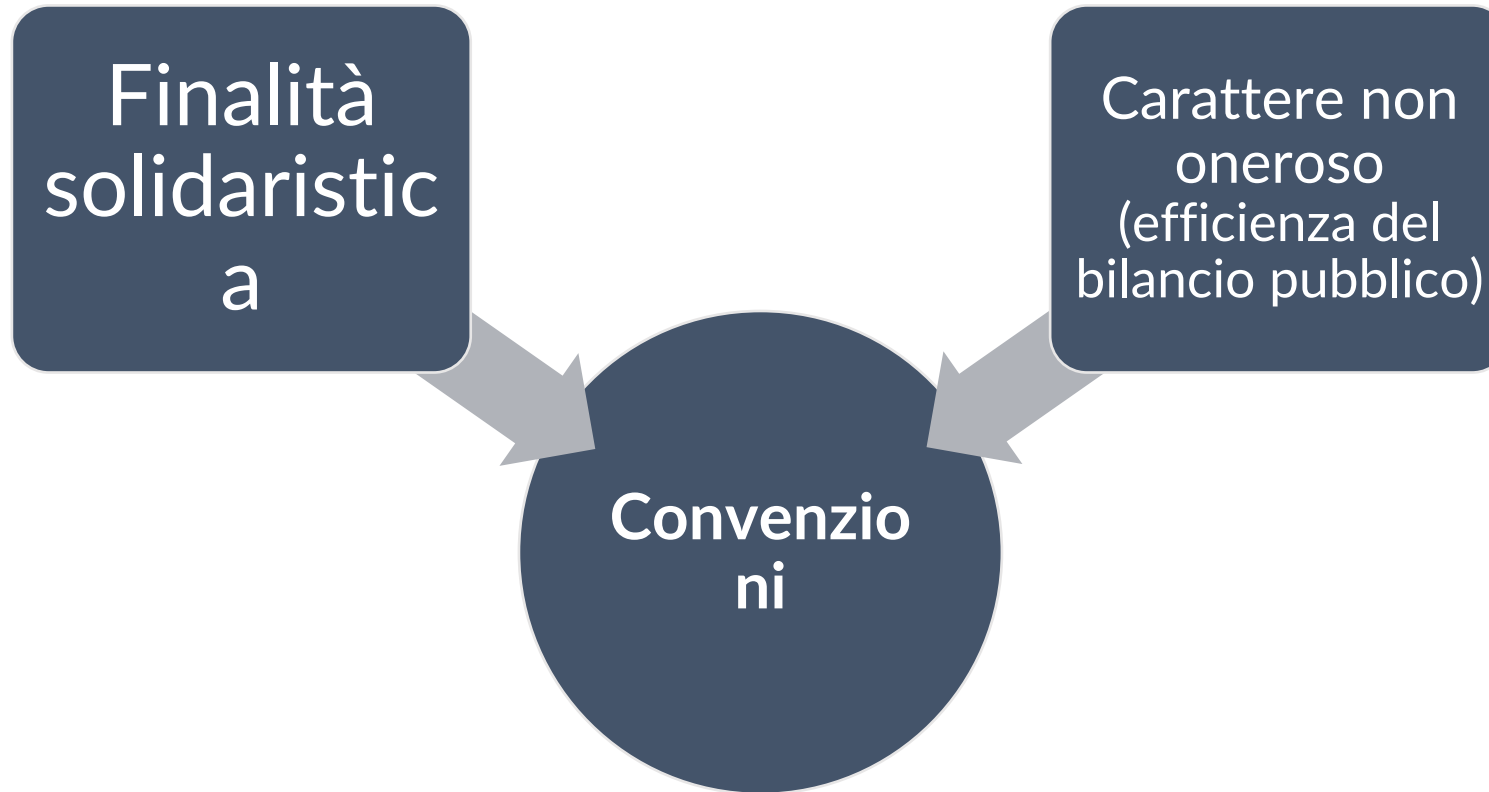 Finalità
solidaristic
a
Carattere non
oneroso
(efficienza del
bilancio pubblico)
Convenzio
ni